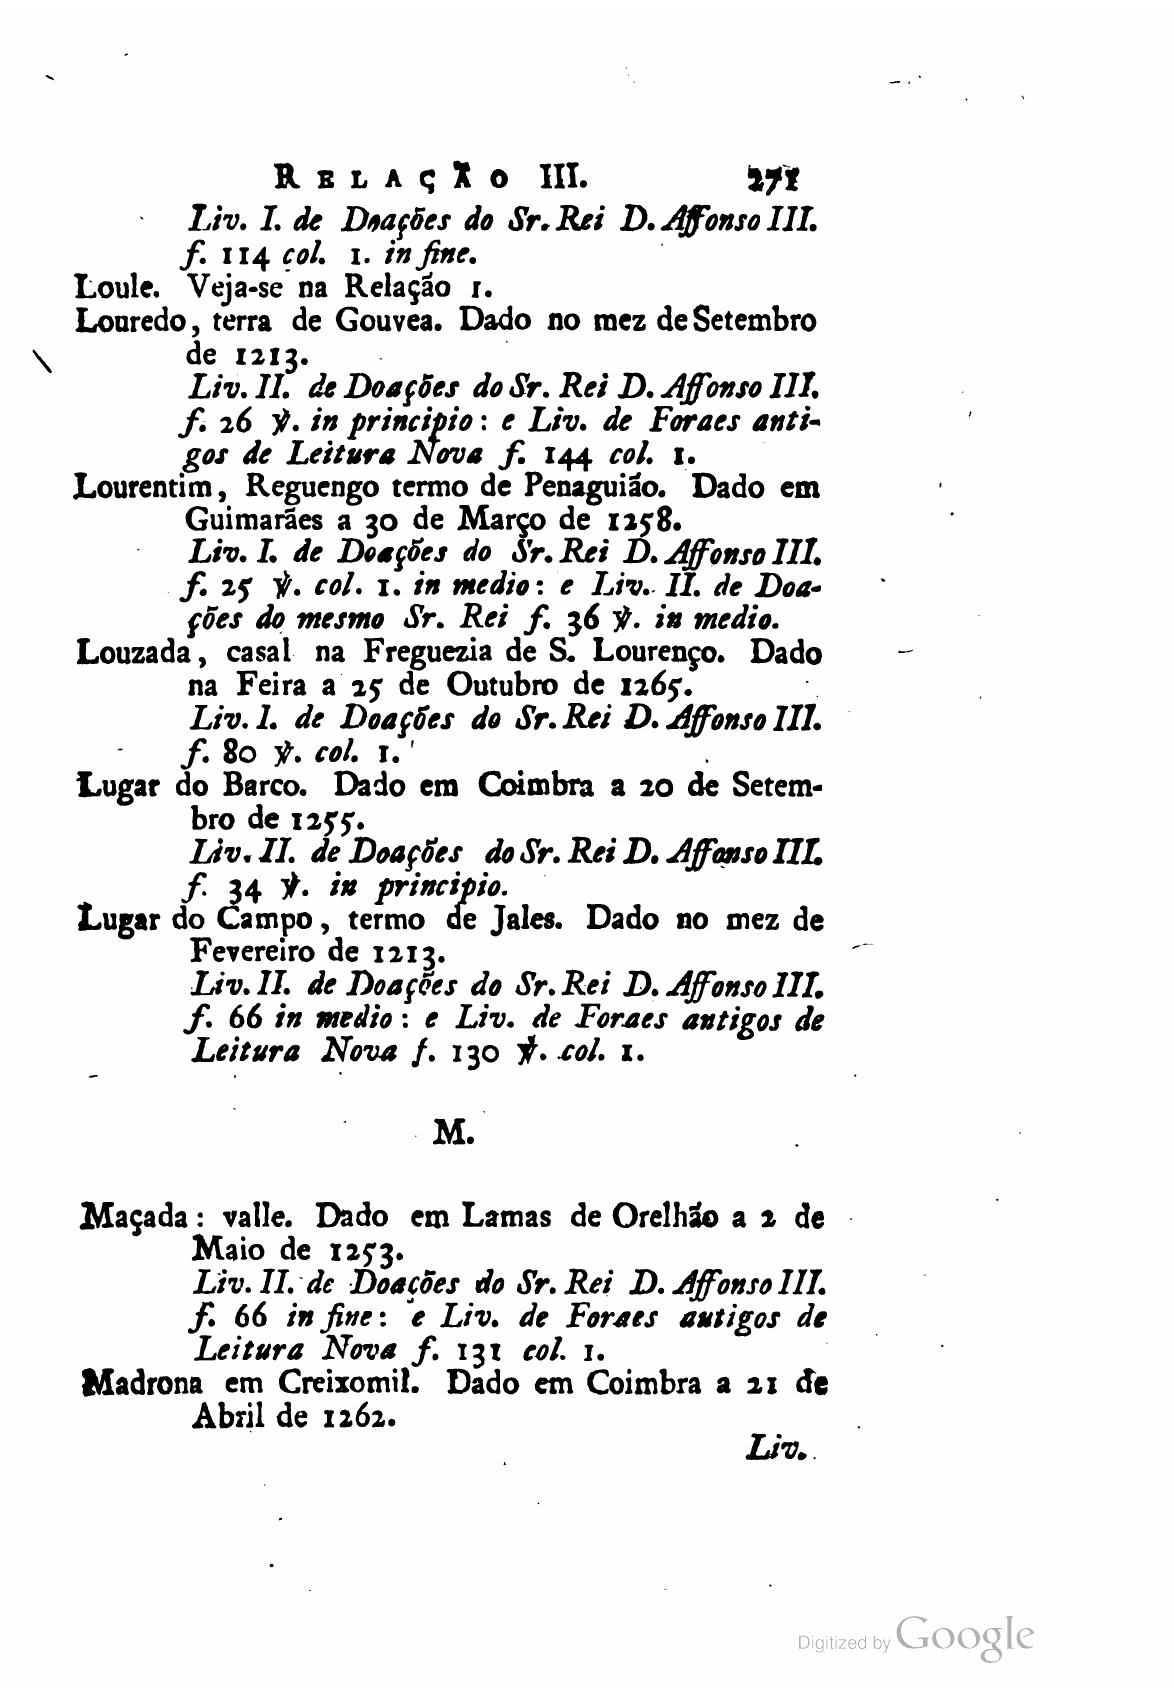 RELAÇÃO III. 271
Liv. I. de Doações do Sr. Rei D. Affonso III.
f. 114 col. 1. in fine.
Loule. Veja-se na Relação 1.
Louredo, terra de Gouvea. Dado no mez de Setembro
de 1213.
Liv. II. de Doações do Sr. Rei D. Affonso III.
f. 26 ℣. in principio: e Liv. de Foraes anti-
gos de Leitura Nova f. 144 col. 1.
Lourentim, Reguengo termo de Penaguião. Dado em
Guimarães a 30 de Março de 1258.
Liv. I. de Doações do Sr. Rei D. Affonso III.
f. 25 ℣. col. 1. in medio: e Liv. II. de Doa-
ções do mesmo Sr. Rei f. 36 ℣. in medio.
Louzada, casal na Freguezia de S. Lourenço. Dado
na Feira a 25 de Outubro de 1265.
Liv. I. de Doações do Sr. Rei D. Affonso III.
f. 80 ℣. col. 1.
Lugar do Barco. Dado em Coimbra a 20 de Setem-
bro de 1255.
Liv. II. de Doações do Sr. Rei D. Affonso III.
f. 34 ℣. in principio.
Lugar do Campo, termo de Jales. Dado no mez de
Fevereiro de 1213.
Liv. II. de Doações do Sr. Rei D. Affonso III.
f. 66 in medio: e Liv. de Foraes antigos de
Leitura Nova f. 130 ℣. col. 1.
M.
Maçada: valle. Dado em Lamas de Orelhão a 2 de
Maio de 1253.
Liv. II. de Doações do Sr. Rei D. Affonso III.
f. 66 in fine: e Liv. de Foraes antigos de
Leitura Nova f. 131 col. 1.
Madrona em Creixomil. Dado em Coimbra a 21 de
Abril de 1262.
Liv.
Digitized by Google